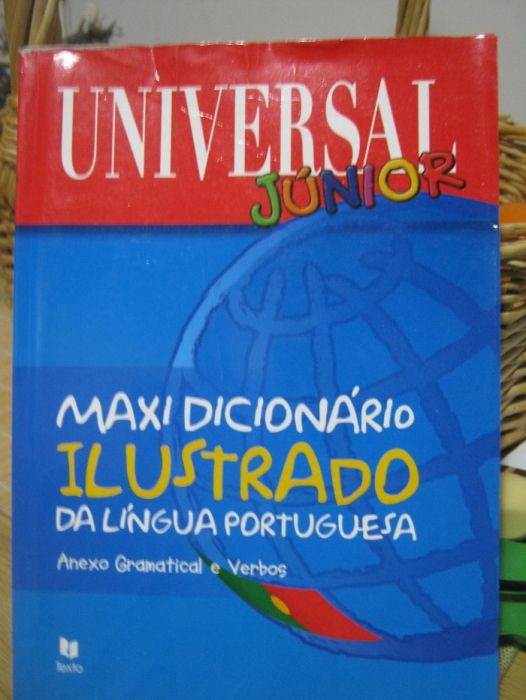 UNIVERSAL
JÚNIOR
MAXI DICIONÁRIO
ILUSTRADO
DA LÍNGUA PORTUGUESA
Anexo Gramatical e Verbos
texto